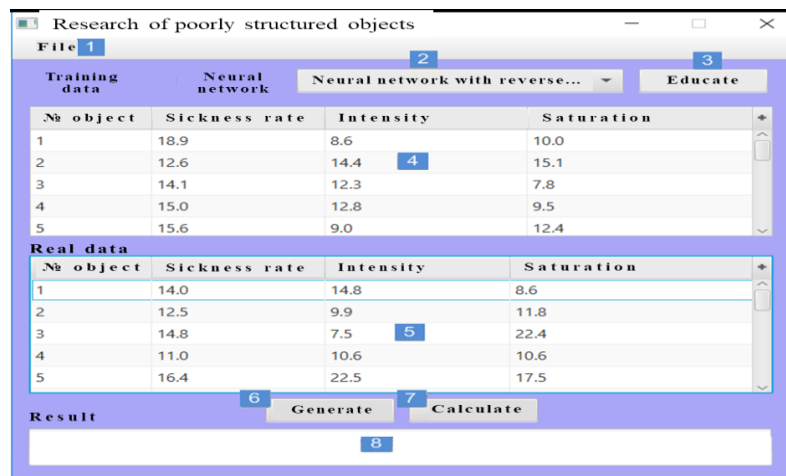 Research of poorly structured objects
File 1
2 3
Training data Neural network Neural network with reverse... Educate
№ object Sickness rate Intensity Saturation +
1 18.9 8.6 10.0
2 12.6 14.4 4 15.1
3 14.1 12.3 7.8
4 15.0 12.8 9.5
5 15.6 9.0 12.4
Real data
№ object Sickness rate Intensity Saturation +
1 14.0 14.8 8.6
2 12.5 9.9 11.8
3 14.8 7.5 5 22.4
4 11.0 10.6 10.6
5 16.4 22.5 17.5
6 Generate 7 Calculate
Result
8